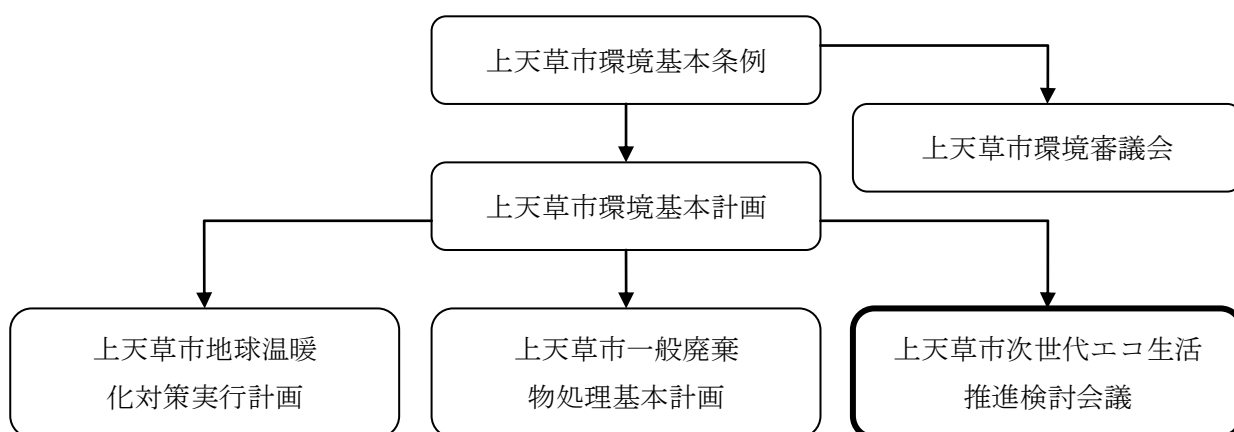 上天草市環境基本条例
上天草市環境審議会
上天草市環境基本計画
上天草市地球温暖
化対策実行計画
上天草市一般廃棄
物処理基本計画
上天草市次世代エコ生活
推進検討会議